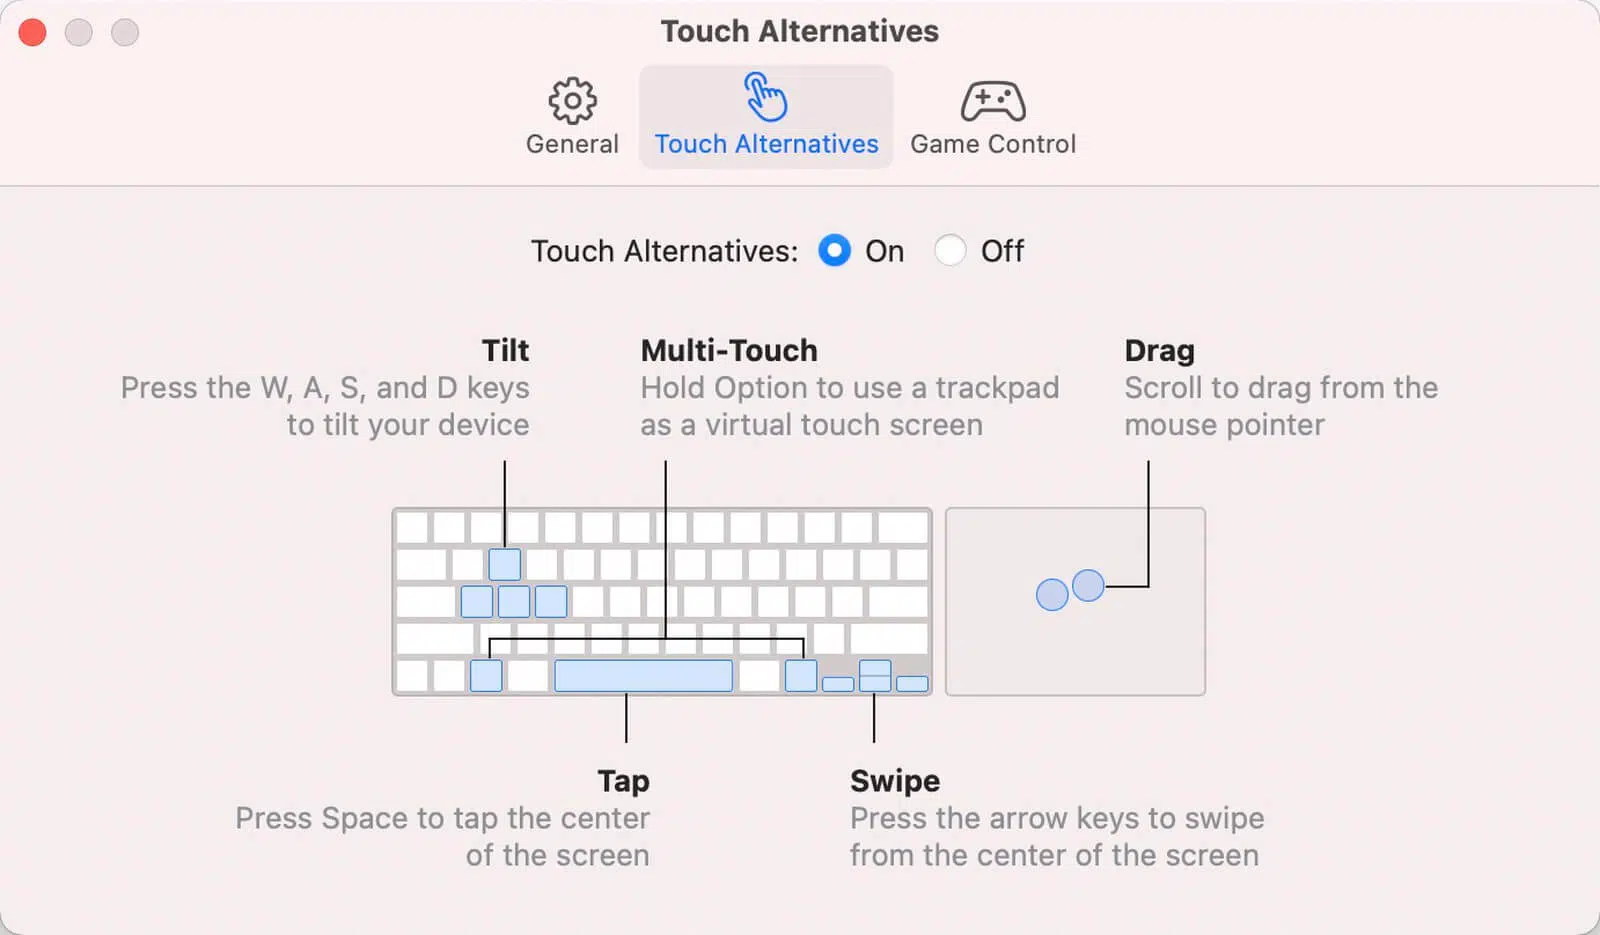 Touch Alternatives
General
Touch Alternatives
Game Control
Touch Alternatives: On Off
Tilt
Press the W, A, S, and D keys
to tilt your device
Multi-Touch
Hold Option to use a trackpad
as a virtual touch screen
Drag
Scroll to drag from the
mouse pointer
Tap
Press Space to tap the center
of the screen
Swipe
Press the arrow keys to swipe
from the center of the screen